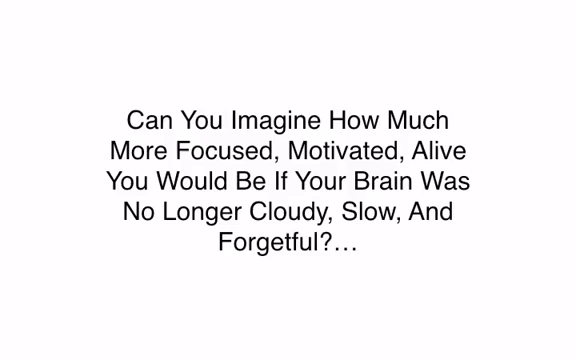 Can You Imagine How Much
More Focused, Motivated, Alive
You Would Be If Your Brain Was
No Longer Cloudy, Slow, And
Forgetful?…